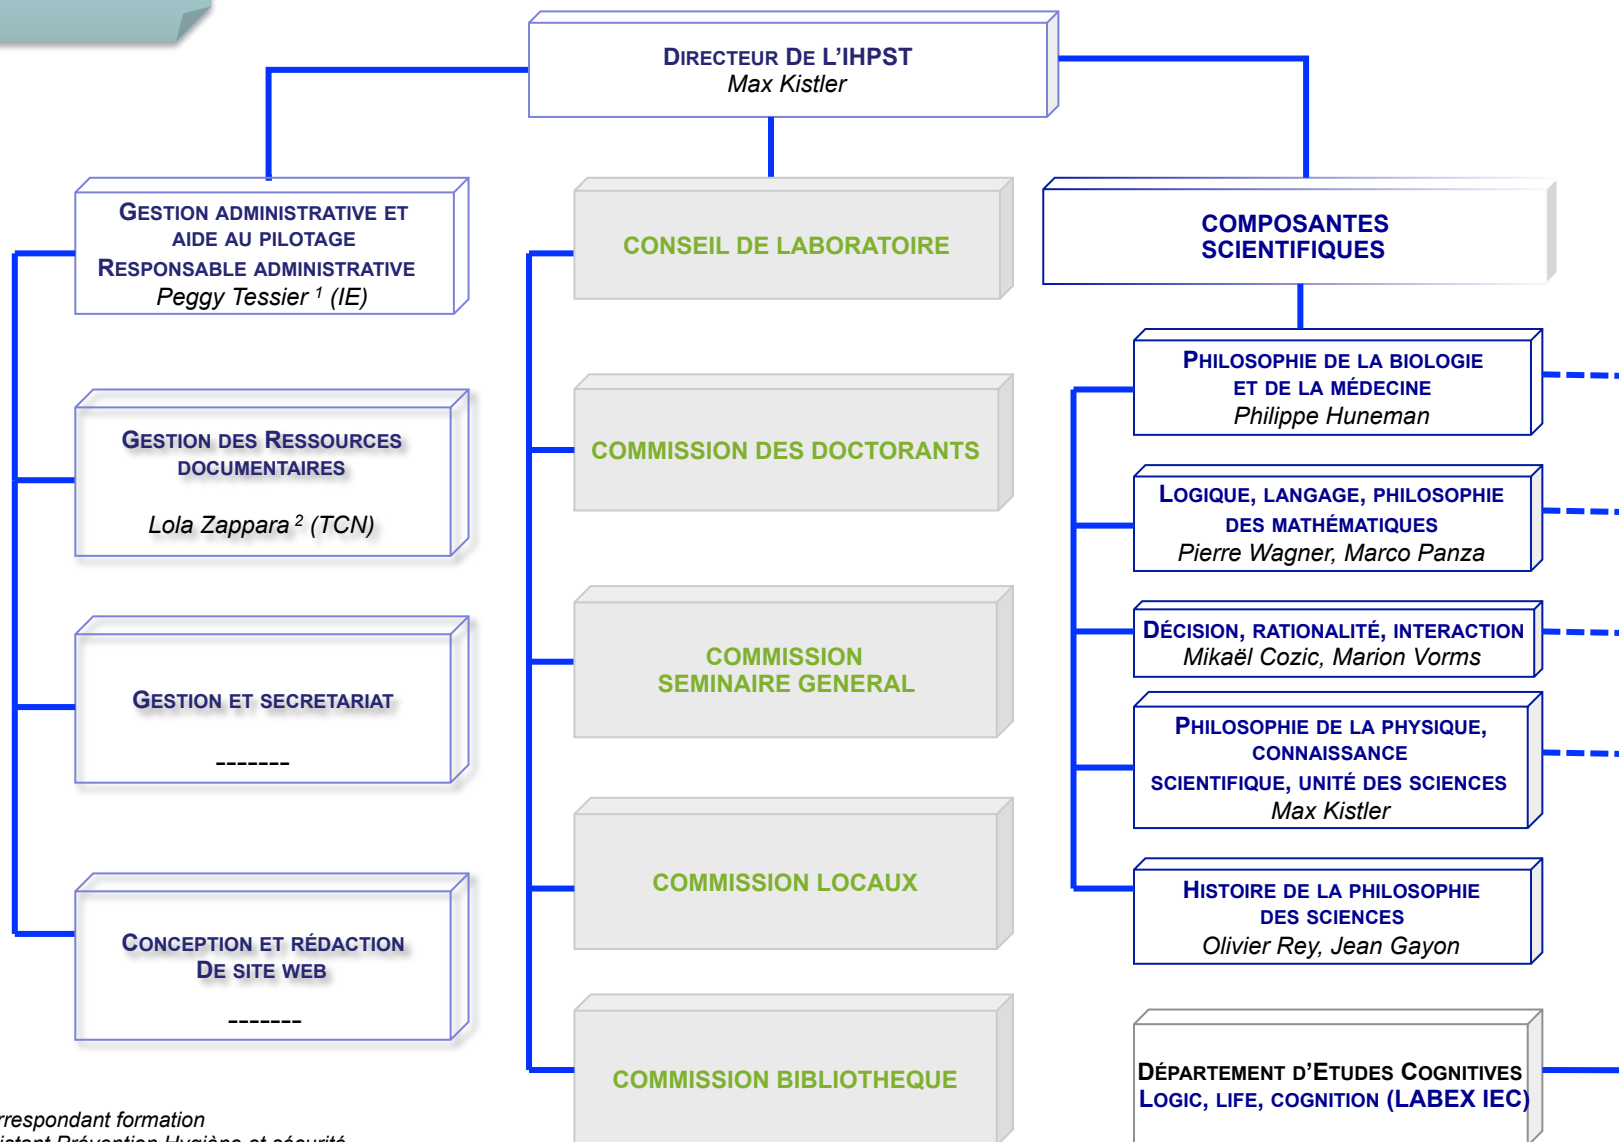 DIRECTEUR DE L'IHPST
Max Kistler
GESTION ADMINISTRATIVE ET
AIDE AU PILOTAGE
RESPONSABLE ADMINISTRATIVE
Peggy Tessier 1 (IE)
GESTION DES RESSOURCES
DOCUMENTAIRES
Lola Zappara 2 (TCN)
GESTION ET SECRETARIAT
-------
CONCEPTION ET RÉDACTION
DE SITE WEB
-------
CONSEIL DE LABORATOIRE
COMMISSION DES DOCTORANTS
COMMISSION
SEMINAIRE GENERAL
COMMISSION LOCAUX
COMMISSION BIBLIOTHEQUE
COMPOSANTES
SCIENTIFIQUES
PHILOSOPHIE DE LA BIOLOGIE
ET DE LA MÉDECINE
Philippe Huneman
LOGIQUE, LANGAGE, PHILOSOPHIE
DES MATHÉMATIQUES
Pierre Wagner, Marco Panza
DÉCISION, RATIONALITÉ, INTERACTION
Mikaël Cozic, Marion Vorms
PHILOSOPHIE DE LA PHYSIQUE,
CONNAISSANCE
SCIENTIFIQUE, UNITÉ DES SCIENCES
Max Kistler
HISTOIRE DE LA PHILOSOPHIE
DES SCIENCES
Olivier Rey, Jean Gayon
DÉPARTEMENT D'ETUDES COGNITIVES
LOGIC, LIFE, COGNITION (LABEX IEC)
rrespondant formation
istant Prévention Hygiène et sécurité